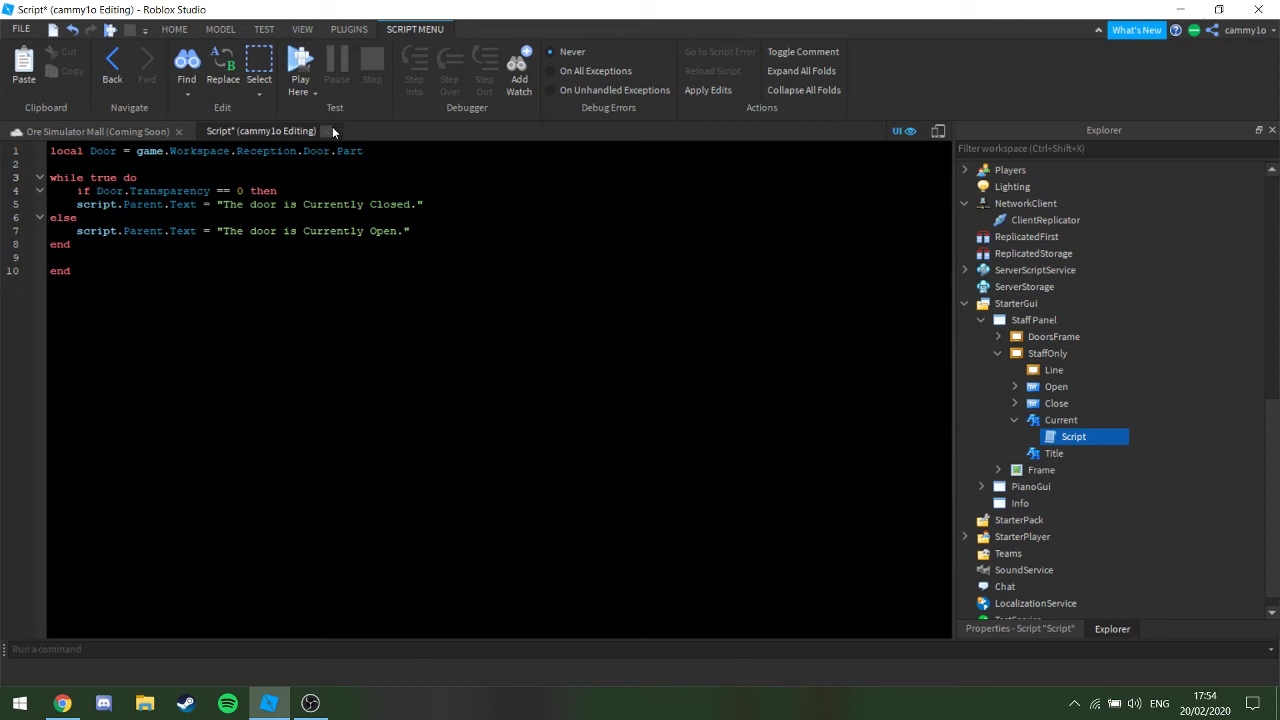 Script* (cammy1o Editing) - Roblox Studio
FILE HOME MODEL TEST VIEW PLUGINS SCRIPT MENU What's New cammy1o
Paste Cut Copy Back Fwd Find Replace Select Play Here Pause Stop Step Into Step Over Step Out Add Watch Never On All Exceptions On Unhandled Exceptions Go to Script Error Reload Script Apply Edits Toggle Comment Expand All Folds Collapse All Folds
Clipboard Navigate Edit Test Debugger Debug Errors Actions
Ore Simulator Mall (Coming Soon) Script* (cammy1o Editing) UI Explorer
1 local Door = game.Workspace.Reception.Door.Part
2
3 while true do
4 if Door.Transparency == 0 then
5 script.Parent.Text = "The door is Currently Closed."
6 else
7 script.Parent.Text = "The door is Currently Open."
8 end
9
10 end
Filter workspace (Ctrl+Shift+X)
Players
Lighting
NetworkClient
ClientReplicator
ReplicatedFirst
ReplicatedStorage
ServerScriptService
ServerStorage
StarterGui
Staff Panel
DoorsFrame
StaffOnly
Line
Open
Close
Current
Script
Title
Frame
PianoGui
Info
StarterPack
StarterPlayer
Teams
SoundService
Chat
LocalizationService
Properties - Script "Script" Explorer
Run a command
ENG 17:54
20/02/2020